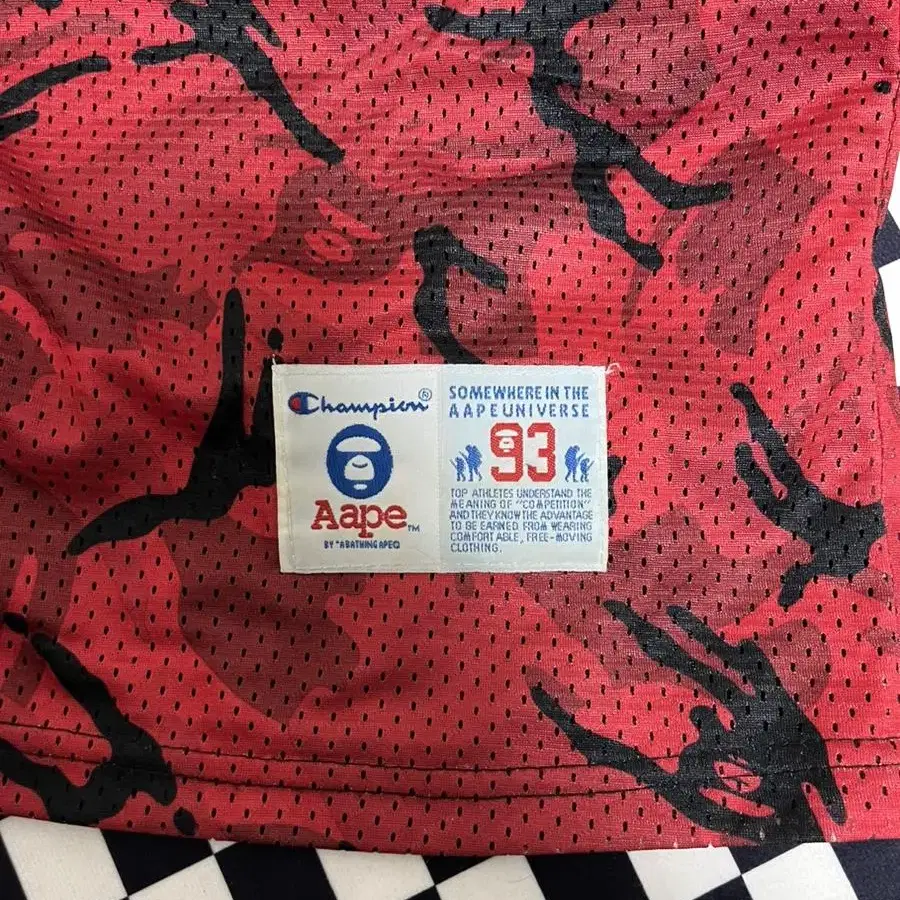 Champion®
Aape™
BY *A BATHING APE®
SOMEWHERE IN THE
AAPE UNIVERSE
93
TOP ATHLETES UNDERSTAND THE
MEANING OF "COMPETITION"
AND THEY KNOW THE ADVANTAGE
TO BE EARNED FROM WEARING
COMFORTABLE, FREE-MOVING
CLOTHING.